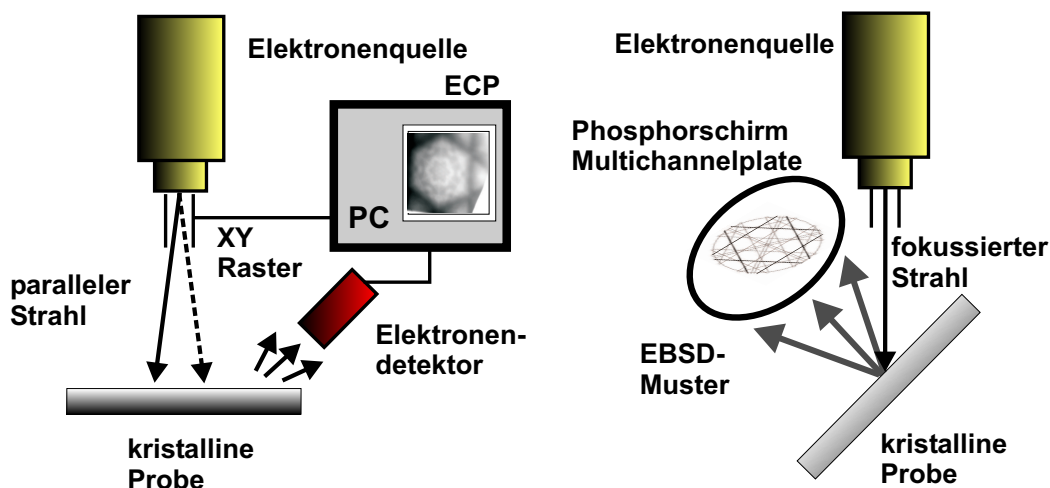 Elektronenquelle
ECP
PC
XY
Raster
paralleler
Strahl
Elektronen-
detektor
kristalline
Probe
Elektronenquelle
Phosphorschirm
Multichannelplate
fokussierter
Strahl
EBSD-
Muster
kristalline
Probe